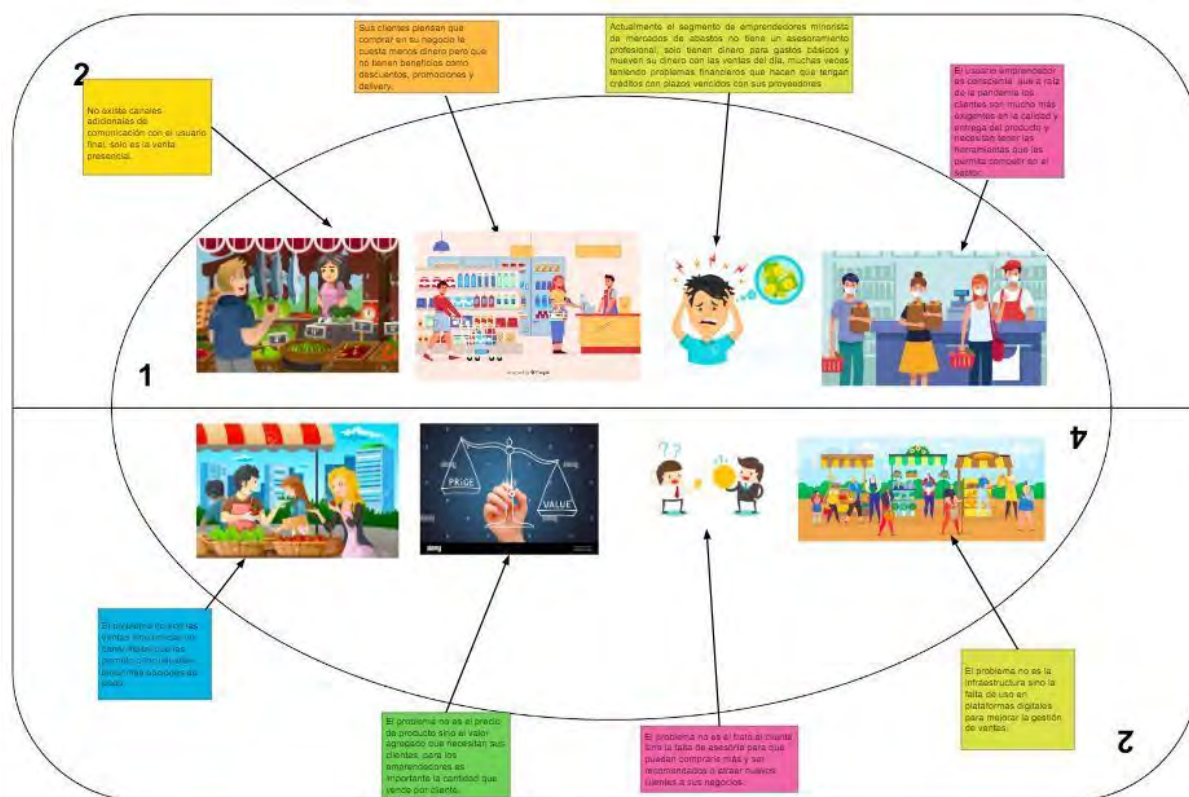 2
No existe canales
adicionales de
comunicación con el usuario
final, solo es la venta
presencial.
Sus clientes piensan que
comprar en su negocio le
cuesta menos dinero pero que
no tienen beneficios como
descuentos, promociones y
delivery.
Actualmente el segmento de emprendedores minorista
de mercados de abastos no tiene un asesoramiento
profesional, solo tienen dinero para gastos básicos y
mueven su dinero con las ventas del día, muchas veces
teniendo problemas financieros que hacen que tengan
créditos con plazos vencidos con sus proveedores
El usuario emprendedor
es consciente que a raíz
de la pandemia los
clientes son mucho más
exigentes en la calidad y
entrega del producto y
necesitan tener las
herramientas que les
permita competir en el
sector.
1
4
PRICE
VALUE
alamy
? ?
El problema no son las
ventas
El problema no es el precio
de producto sino el valor
agregado que necesitan sus
clientes, para los
emprendedores es
importante la cantidad que
vende por cliente.
El problema no es el trato al cliente
sino la falta de asesoría para que
puedan comprarle más y ser
recomendados o atraer nuevos
clientes a sus negocios.
El problema no es la
infraestructura sino la
falta de uso en
plataformas digitales
para mejorar la gestión
de ventas.
2